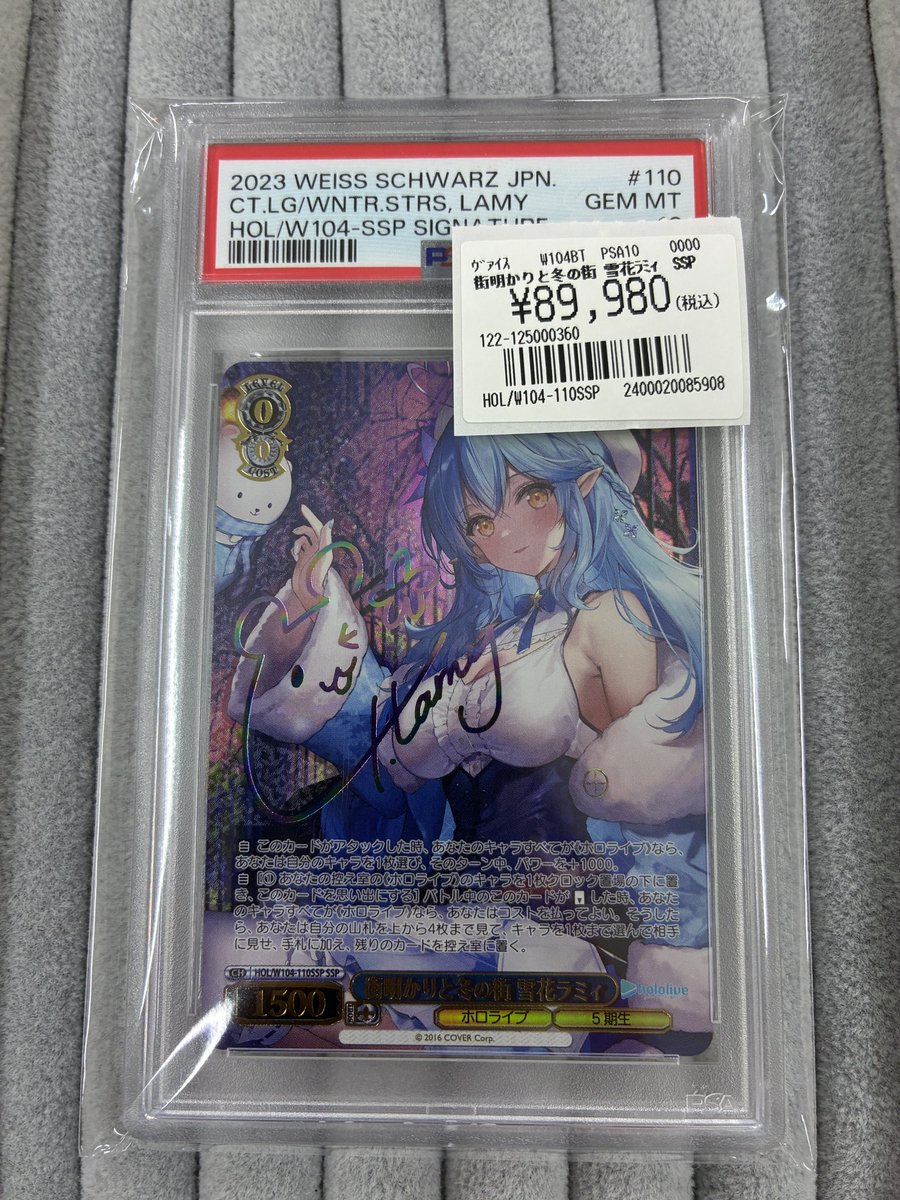 2023 WEISS SCHWARZ JPN. #110
CT.LG/WNTR.STRS, LAMY GEM MT
HOL/W104-SSP SIGNATURE
ヴァイス W104BT PSA10 0000
街明かりと冬の街 雪花ラミィ SSP
¥89,980(税込)
122-125000360
HOL/W104-110SSP 2400020085908
LEVEL
0
0
COST
Lamy
自 このカードがアタックした時、あなたのキャラすべてが《ホロライブ》なら、
あなたは自分のキャラを1枚選び、そのターン中、パワーを+1000。
自 [(1) あなたの控え室の《ホロライブ》のキャラを1枚クロック置場の下に置
き、このカードを思い出にする] バトル中のこのカードが した時、あなた
のキャラすべてが《ホロライブ》なら、あなたはコストを払ってよい。そうした
ら、あなたは自分の山札を上から4枚まで見て、キャラを1枚まで選んで相手
に見せ、手札に加え、残りのカードを控え室に置く。
CH HOL/W104-110SSP SSP
1500 街明かりと冬の街 雪花ラミィ hololive
ホロライブ 5期生
© 2016 COVER Corp.
PSA